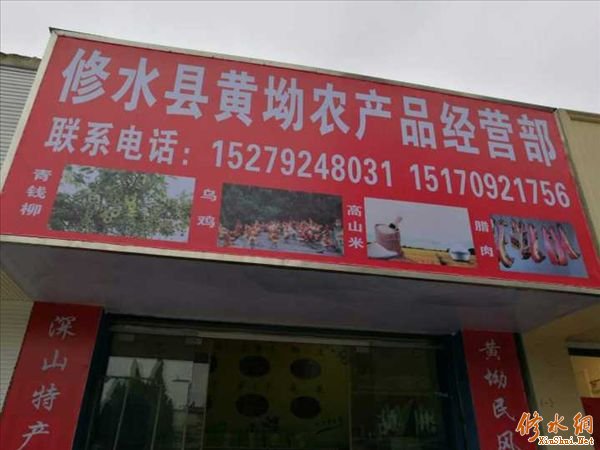 修水县黄坳农产品经营部
联系电话：15279248031 15170921756
青钱柳
乌鸡
高山米
腊肉
深山特产
黄坳民风
修水網
XiuShui.Net